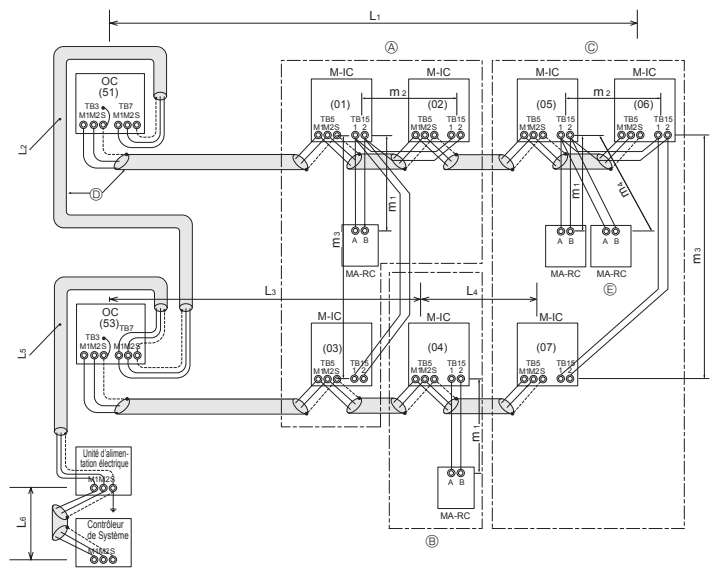 L1
A
C
M-IC
M-IC
M-IC
M-IC
OC
(51)
TB3
TB7
M1M2S
M1M2S
(01)
TB5
M1M2S
TB15
1 2
m2
(02)
TB5
M1M2S
TB15
1 2
(05)
TB5
M1M2S
TB15
1 2
m2
(06)
TB5
M1M2S
TB15
1 2
L2
D
m1
m3
A B
MA-RC
m1
m4
A B
MA-RC
A B
MA-RC
E
m3
L3
L4
OC
(53)
TB3
TB7
M1M2S
M1M2S
M-IC
(03)
TB5
M1M2S
TB15
1 2
M-IC
(04)
TB5
M1M2S
TB15
1 2
M-IC
(07)
TB5
M1M2S
TB15
1 2
L5
m1
A B
MA-RC
B
Unité d'alimen-
tation électrique
M1M2S
L6
Contrôleur
de Système
M1M2S